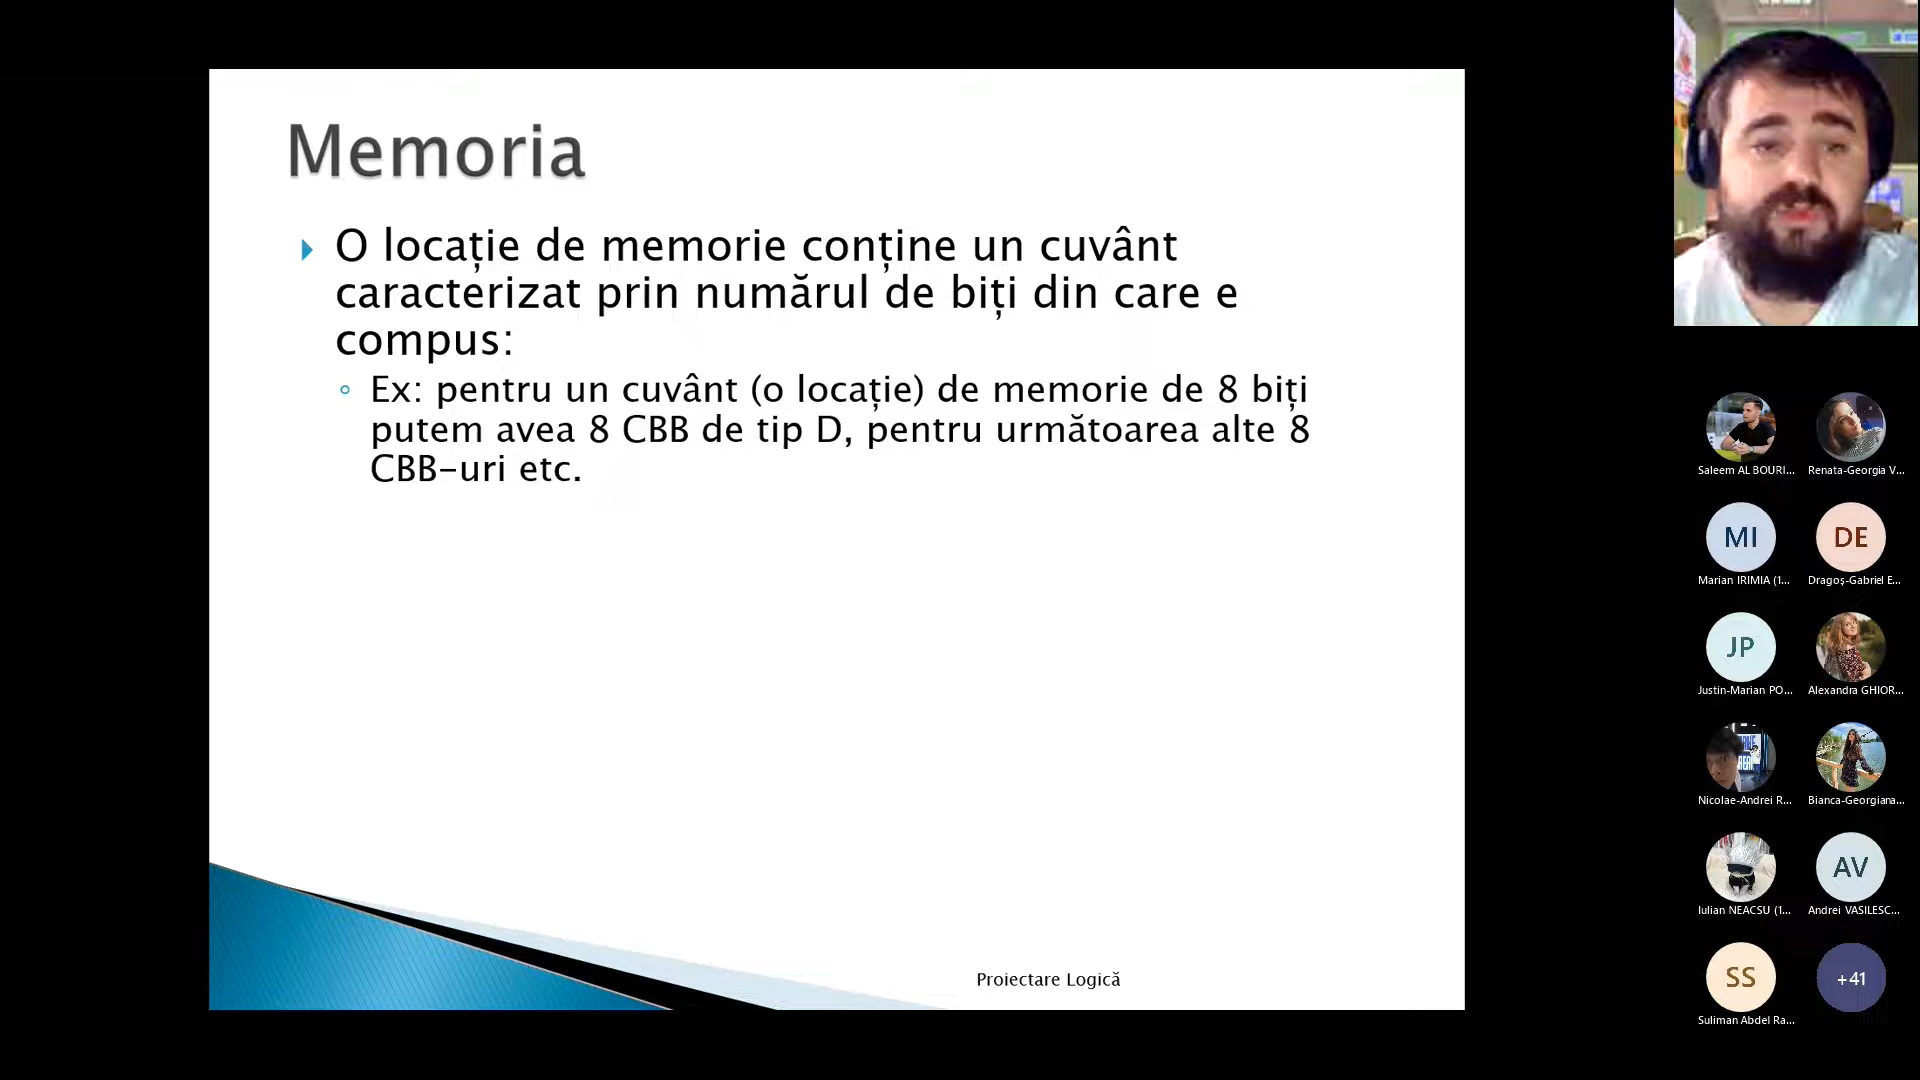 Memoria
O locație de memorie conține un cuvânt
caracterizat prin numărul de biți din care e
compus:
Ex: pentru un cuvânt (o locație) de memorie de 8 biți
putem avea 8 CBB de tip D, pentru următoarea alte 8
CBB-uri etc.
Proiectare Logică
Saleem AL BOURI...
Renata-Georgia V...
MI
DE
Marian IRIMIA (1...
Dragoș-Gabriel E...
JP
Justin-Marian PO...
Alexandra GHIOR...
Nicolae-Andrei R...
Bianca-Georgiana...
AV
Iulian NEACSU (1...
Andrei VASILESC...
SS
+41
Suliman Abdel Ra...